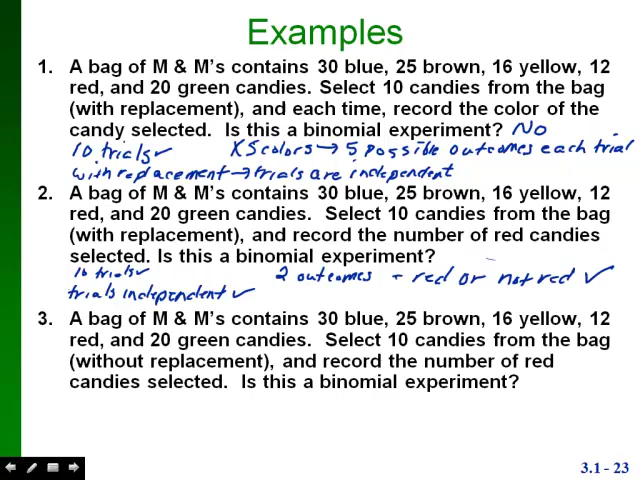 Examples
1. A bag of M & M's contains 30 blue, 25 brown, 16 yellow, 12
red, and 20 green candies. Select 10 candies from the bag
(with replacement), and each time, record the color of the
candy selected. Is this a binomial experiment? No
10 trials ✓ X 5 colors → 5 possible outcomes each trial
with replacement → trials are independent
2. A bag of M & M's contains 30 blue, 25 brown, 16 yellow, 12
red, and 20 green candies. Select 10 candies from the bag
(with replacement), and record the number of red candies
selected. Is this a binomial experiment?
10 trials ✓ 2 outcomes - red or not red ✓
trials independent ✓
3. A bag of M & M's contains 30 blue, 25 brown, 16 yellow, 12
red, and 20 green candies. Select 10 candies from the bag
(without replacement), and record the number of red
candies selected. Is this a binomial experiment?
3.1 - 23